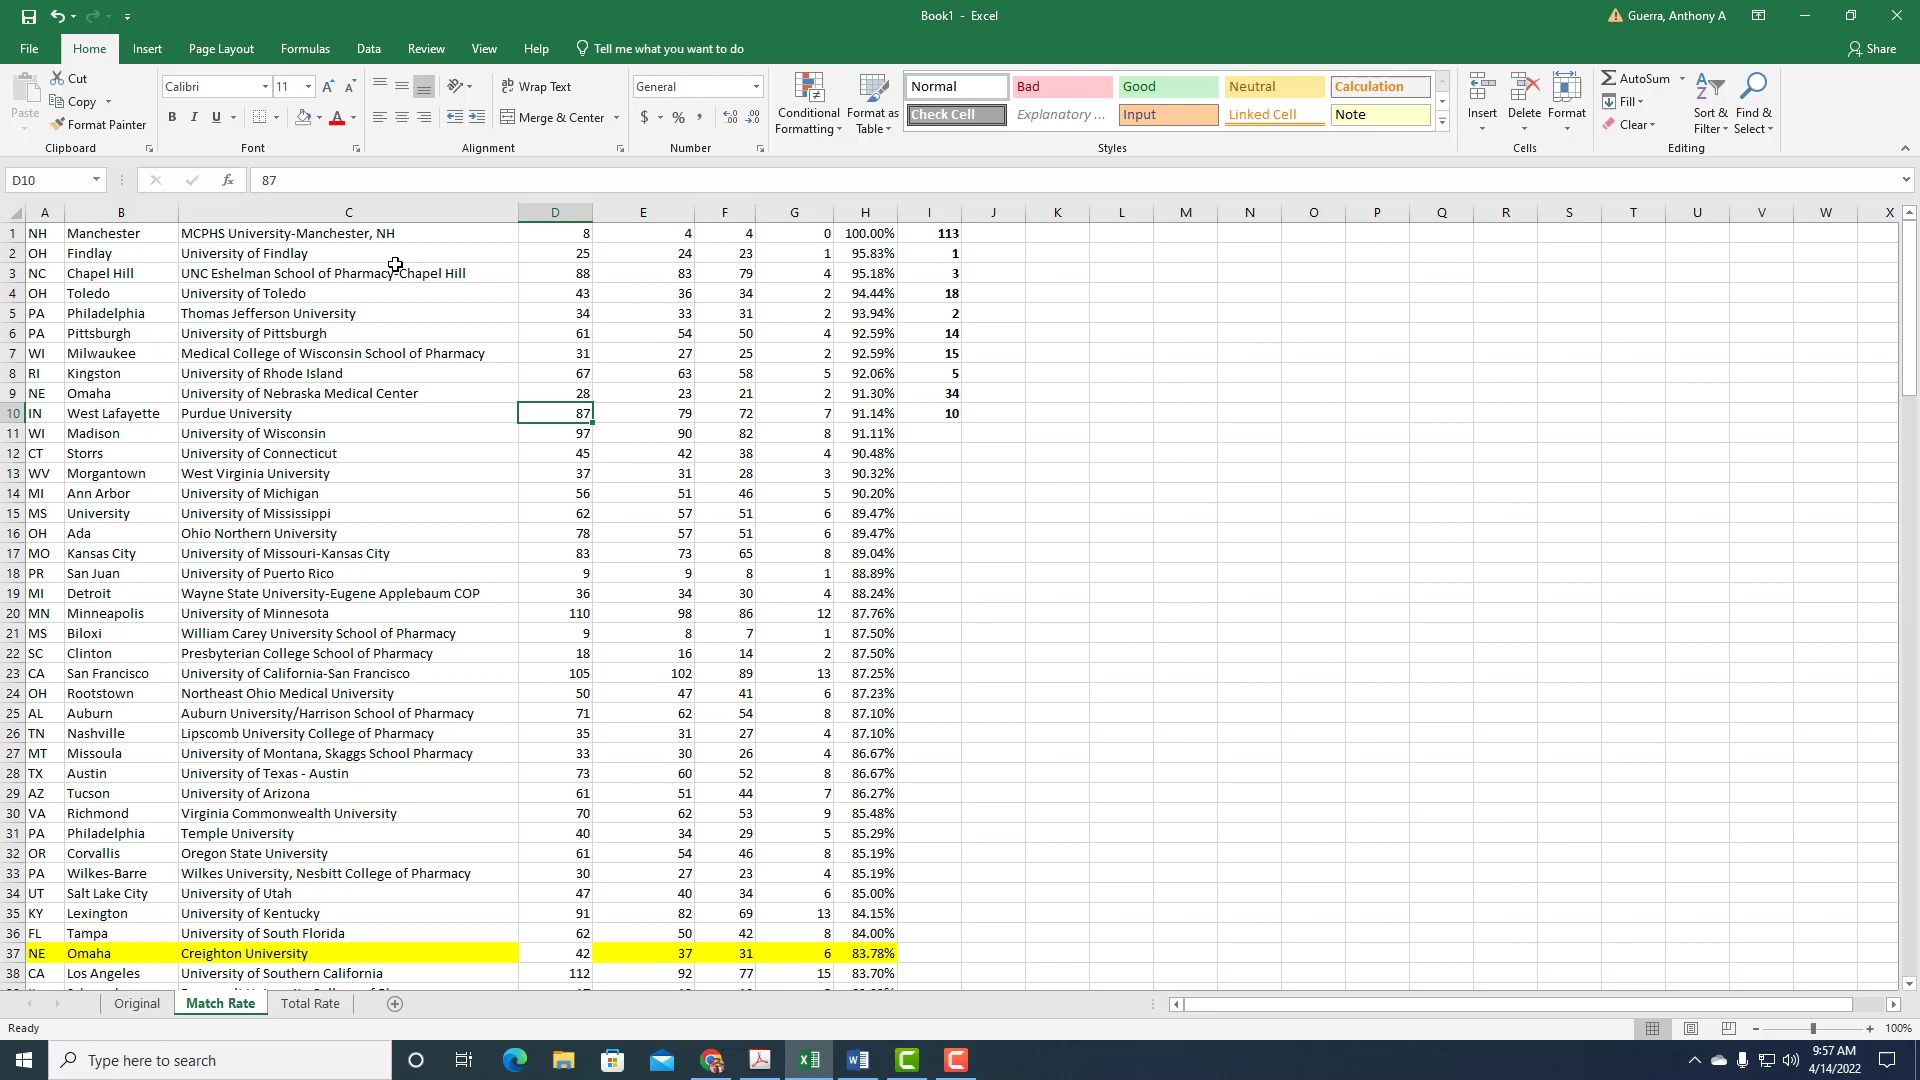 Book1 - Excel
Guerra, Anthony A
File Home Insert Page Layout Formulas Data Review View Help Tell me what you want to do Share
Paste Cut Copy Format Painter Clipboard
Calibri 11 B I U Font
Wrap Text Merge & Center Alignment
General $ % , Number
Conditional Formatting Format as Table
Normal Bad Good Neutral Calculation
Check Cell Explanatory ... Input Linked Cell Note
Styles
Insert Delete Format Cells
AutoSum Fill Clear Sort & Filter Find & Select Editing
D10 fx 87
A B C D E F G H I J K L M N O P Q R S T U V W X
1 NH Manchester MCPHS University-Manchester, NH 8 4 4 0 100.00% 113
2 OH Findlay University of Findlay 25 24 23 1 95.83% 1
3 NC Chapel Hill UNC Eshelman School of Pharmacy-Chapel Hill 88 83 79 4 95.18% 3
4 OH Toledo University of Toledo 43 36 34 2 94.44% 18
5 PA Philadelphia Thomas Jefferson University 34 33 31 2 93.94% 2
6 PA Pittsburgh University of Pittsburgh 61 54 50 4 92.59% 14
7 WI Milwaukee Medical College of Wisconsin School of Pharmacy 31 27 25 2 92.59% 15
8 RI Kingston University of Rhode Island 67 63 58 5 92.06% 5
9 NE Omaha University of Nebraska Medical Center 28 23 21 2 91.30% 34
10 IN West Lafayette Purdue University 87 79 72 7 91.14% 10
11 WI Madison University of Wisconsin 97 90 82 8 91.11%
12 CT Storrs University of Connecticut 45 42 38 4 90.48%
13 WV Morgantown West Virginia University 37 31 28 3 90.32%
14 MI Ann Arbor University of Michigan 56 51 46 5 90.20%
15 MS University University of Mississippi 62 57 51 6 89.47%
16 OH Ada Ohio Northern University 78 57 51 6 89.47%
17 MO Kansas City University of Missouri-Kansas City 83 73 65 8 89.04%
18 PR San Juan University of Puerto Rico 9 9 8 1 88.89%
19 MI Detroit Wayne State University-Eugene Applebaum COP 36 34 30 4 88.24%
20 MN Minneapolis University of Minnesota 110 98 86 12 87.76%
21 MS Biloxi William Carey University School of Pharmacy 9 8 7 1 87.50%
22 SC Clinton Presbyterian College School of Pharmacy 18 16 14 2 87.50%
23 CA San Francisco University of California-San Francisco 105 102 89 13 87.25%
24 OH Rootstown Northeast Ohio Medical University 50 47 41 6 87.23%
25 AL Auburn Auburn University/Harrison School of Pharmacy 71 62 54 8 87.10%
26 TN Nashville Lipscomb University College of Pharmacy 35 31 27 4 87.10%
27 MT Missoula University of Montana, Skaggs School Pharmacy 33 30 26 4 86.67%
28 TX Austin University of Texas - Austin 73 60 52 8 86.67%
29 AZ Tucson University of Arizona 61 51 44 7 86.27%
30 VA Richmond Virginia Commonwealth University 70 62 53 9 85.48%
31 PA Philadelphia Temple University 40 34 29 5 85.29%
32 OR Corvallis Oregon State University 61 54 46 8 85.19%
33 PA Wilkes-Barre Wilkes University, Nesbitt College of Pharmacy 30 27 23 4 85.19%
34 UT Salt Lake City University of Utah 47 40 34 6 85.00%
35 KY Lexington University of Kentucky 91 82 69 13 84.15%
36 FL Tampa University of South Florida 62 50 42 8 84.00%
37 NE Omaha Creighton University 42 37 31 6 83.78%
38 CA Los Angeles University of Southern California 112 92 77 15 83.70%
Original Match Rate Total Rate
Ready 100%
Type here to search
9:57 AM
4/14/2022